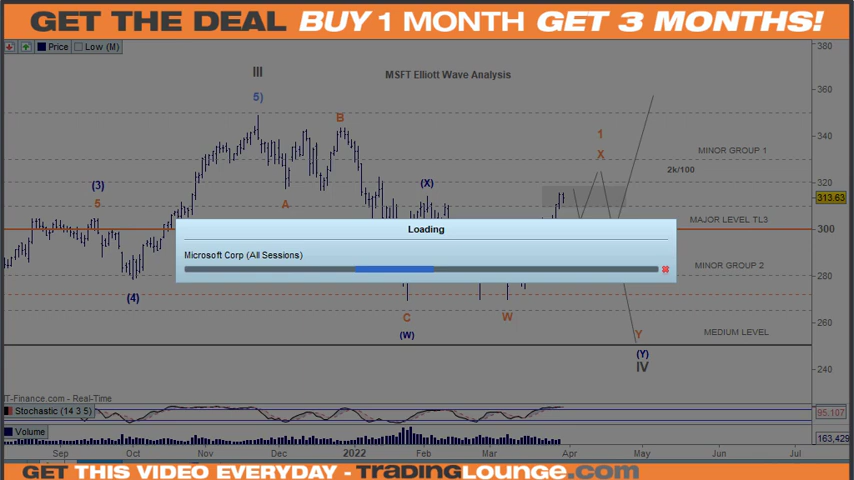 GET THE DEAL BUY 1 MONTH GET 3 MONTHS!
Price Low (M)
380
III
MSFT Elliott Wave Analysis
5)
360
B
1
340
X
MINOR GROUP 1
(3)
(X)
2k/100
5
320
A
313.63
MAJOR LEVEL TL3
Loading
300
Microsoft Corp (All Sessions)
MINOR GROUP 2
280
(4)
C
W
260
(W)
Y
MEDIUM LEVEL
(Y)
IV
240
IT-Finance.com - Real-Time
Stochastic (14 3 5)
95.107
Volume
163,429
Sep Oct Nov Dec 2022 Feb Mar Apr May Jun Jul
GET THIS VIDEO EVERYDAY - TradingLounge.com